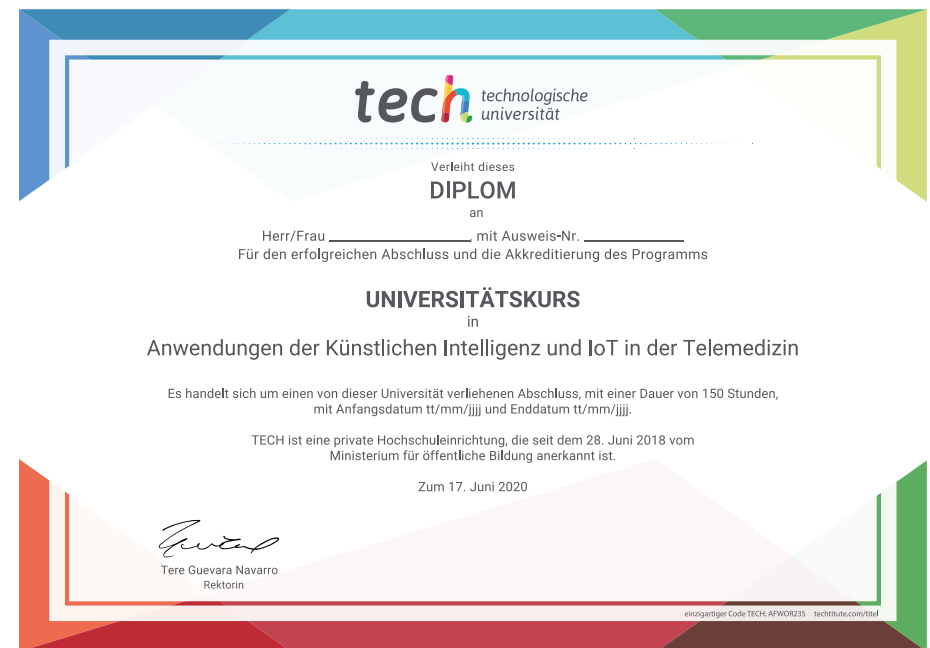 tech technologische
universität
Verleiht dieses
DIPLOM
an
Herr/Frau ____________, mit Ausweis-Nr. ____________
Für den erfolgreichen Abschluss und die Akkreditierung des Programms
UNIVERSITÄTSKURS
in
Anwendungen der Künstlichen Intelligenz und IoT in der Telemedizin
Es handelt sich um einen von dieser Universität verliehenen Abschluss, mit einer Dauer von 150 Stunden,
mit Anfangsdatum tt/mm/jjjj und Enddatum tt/mm/jjjj.
TECH ist eine private Hochschuleinrichtung, die seit dem 28. Juni 2018 vom
Ministerium für öffentliche Bildung anerkannt ist.
Zum 17. Juni 2020
Tere Guevara Navarro
Rektorin
einzigartiger Code TECH: AFWOR23S techtitute.com/titel